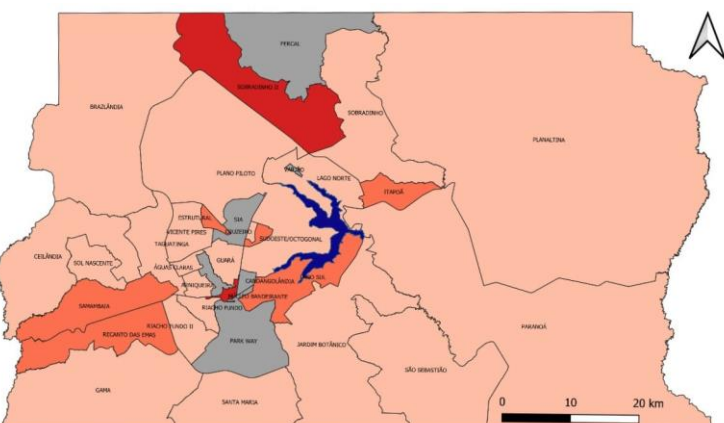 FERCAL
SOBRADINHO II
BRAZLÂNDIA
SOBRADINHO
PLANALTINA
PLANO PILOTO
VARJÃO
LAGO NORTE
ITAPOÃ
ESTRUTURAL
SIA
VICENTE PIRES
CRUZEIRO
SUDOESTE/OCTOGONAL
TAGUATINGA
CEILÂNDIA
SOL NASCENTE
GUARÁ
ÁGUAS CLARAS
CANDANGOLÂNDIA
LAGO SUL
ARNIQUEIRA
NÚCLEO BANDEIRANTE
SAMAMBAIA
RIACHO FUNDO
RIACHO FUNDO II
RECANTO DAS EMAS
PARK WAY
JARDIM BOTÂNICO
PARANOÁ
SÃO SEBASTIÃO
GAMA
SANTA MARIA
0 10 20 km